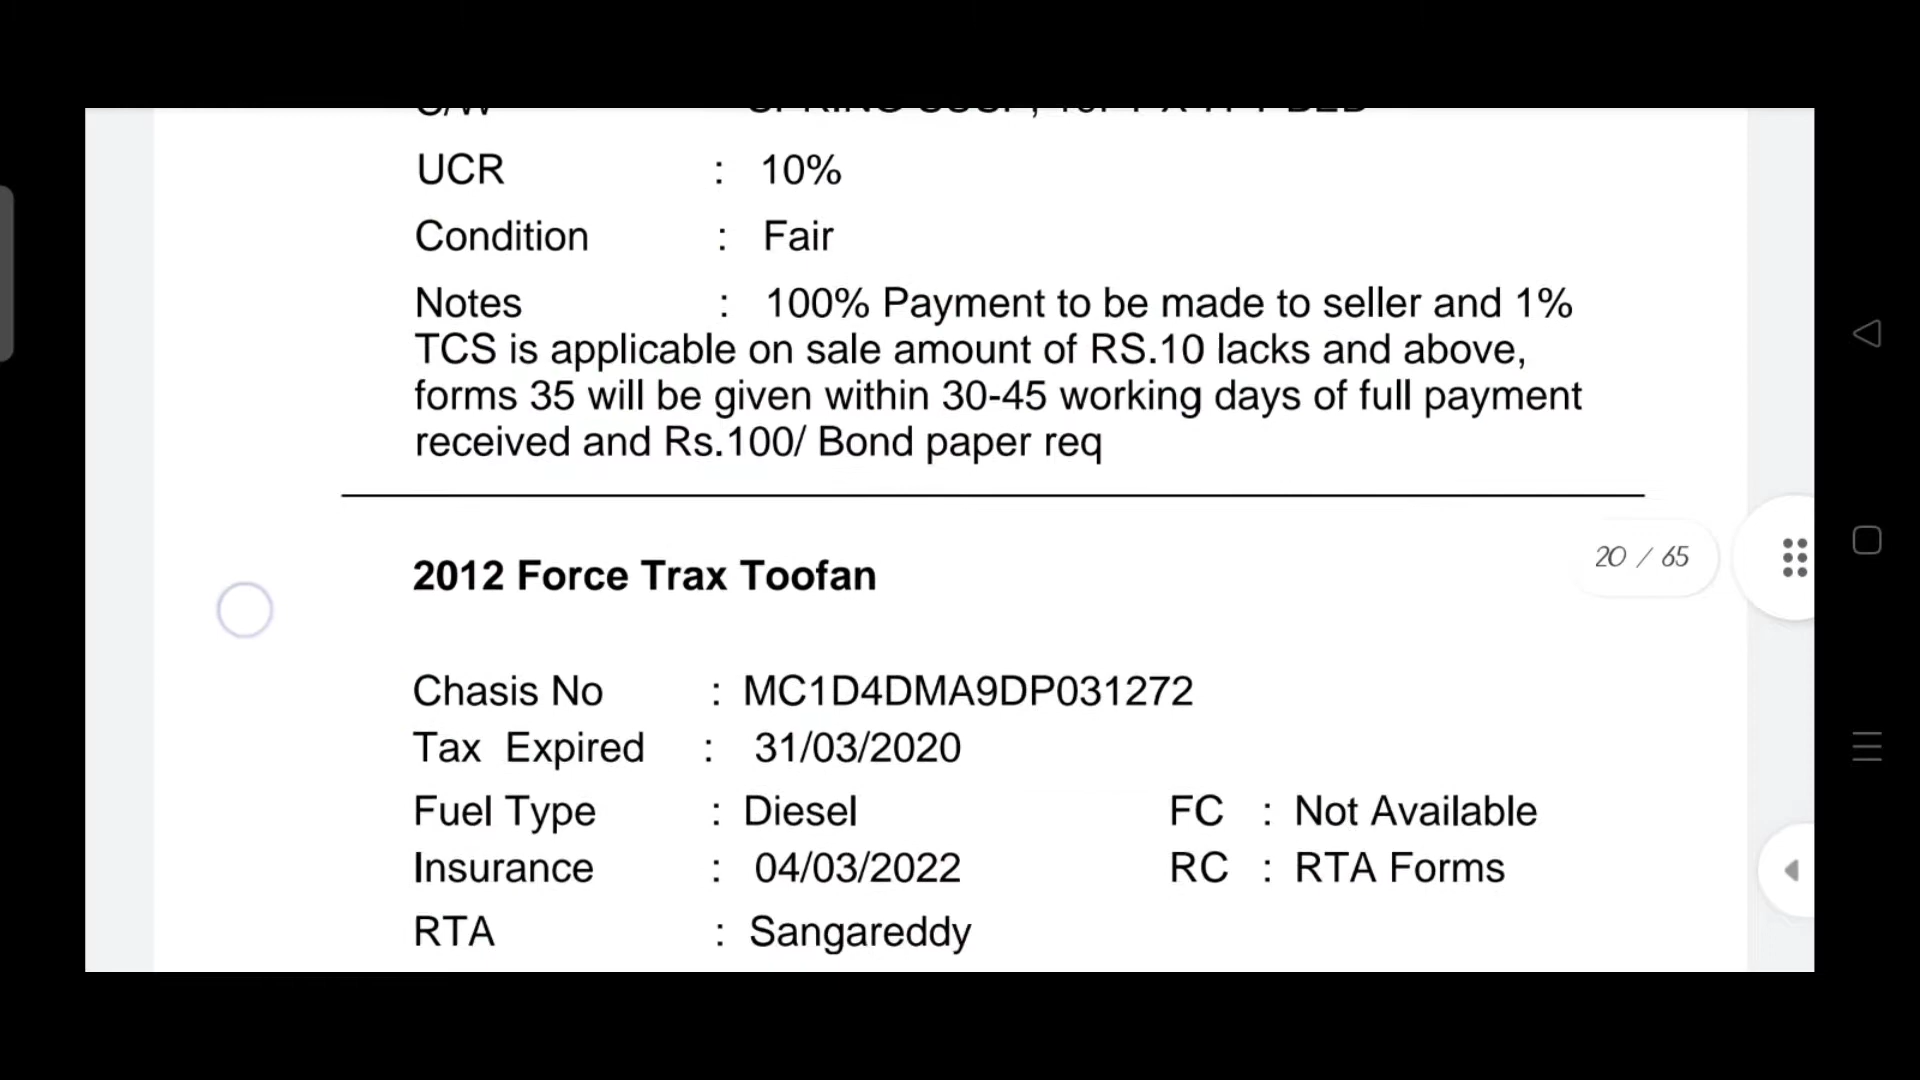 UCR : 10%
Condition : Fair
Notes : 100% Payment to be made to seller and 1%
TCS is applicable on sale amount of RS.10 lacks and above,
forms 35 will be given within 30-45 working days of full payment
received and Rs.100/ Bond paper req
2012 Force Trax Toofan
20 / 65
Chasis No : MC1D4DMA9DP031272
Tax Expired : 31/03/2020
Fuel Type : Diesel FC : Not Available
Insurance : 04/03/2022 RC : RTA Forms
RTA : Sangareddy